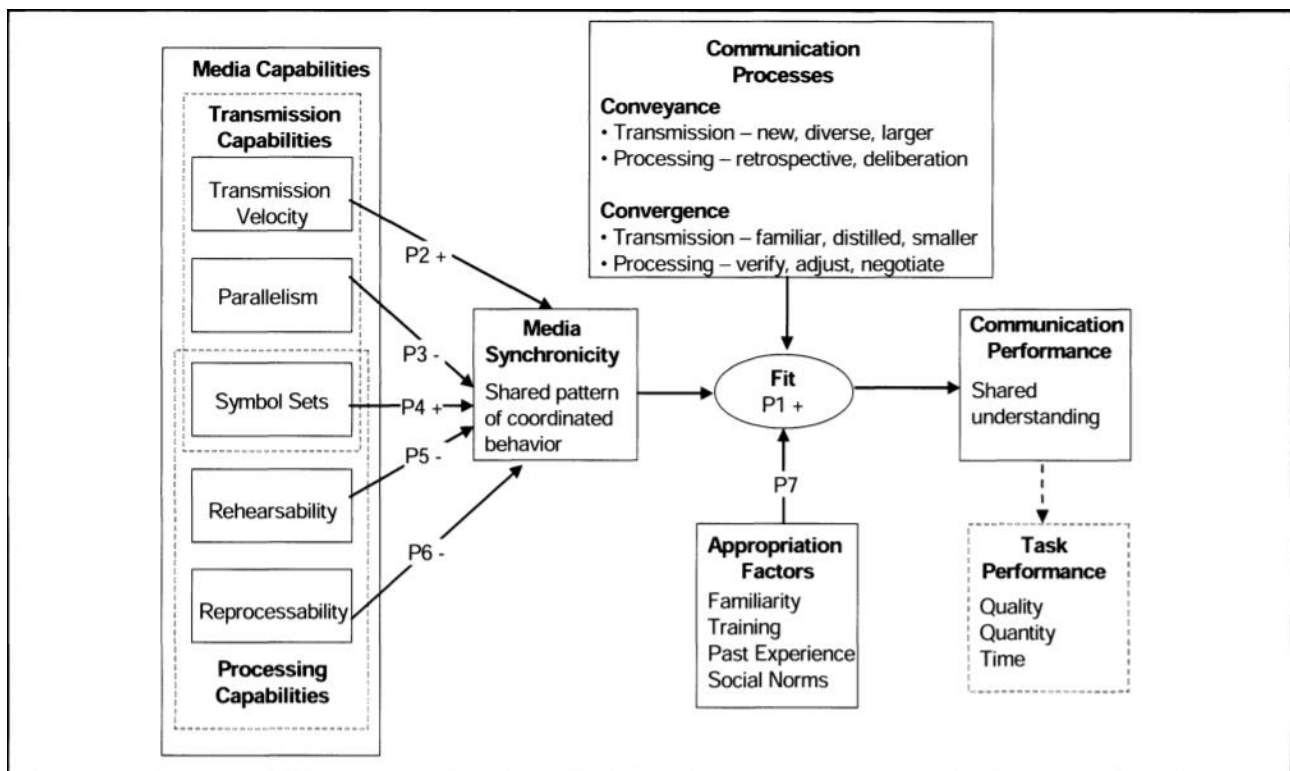 Media Capabilities
Transmission
Capabilities
Transmission
Velocity
Parallelism
Symbol Sets
Rehearsability
Reprocessability
Processing
Capabilities
P2 +
P3 -
P4 +
P5 -
P6 -
Media
Synchronicity
Shared pattern
of coordinated
behavior
Communication
Processes
Conveyance
• Transmission – new, diverse, larger
• Processing – retrospective, deliberation
Convergence
• Transmission – familiar, distilled, smaller
• Processing – verify, adjust, negotiate
Fit
P1 +
P7
Appropriation
Factors
Familiarity
Training
Past Experience
Social Norms
Communication
Performance
Shared
understanding
Task
Performance
Quality
Quantity
Time